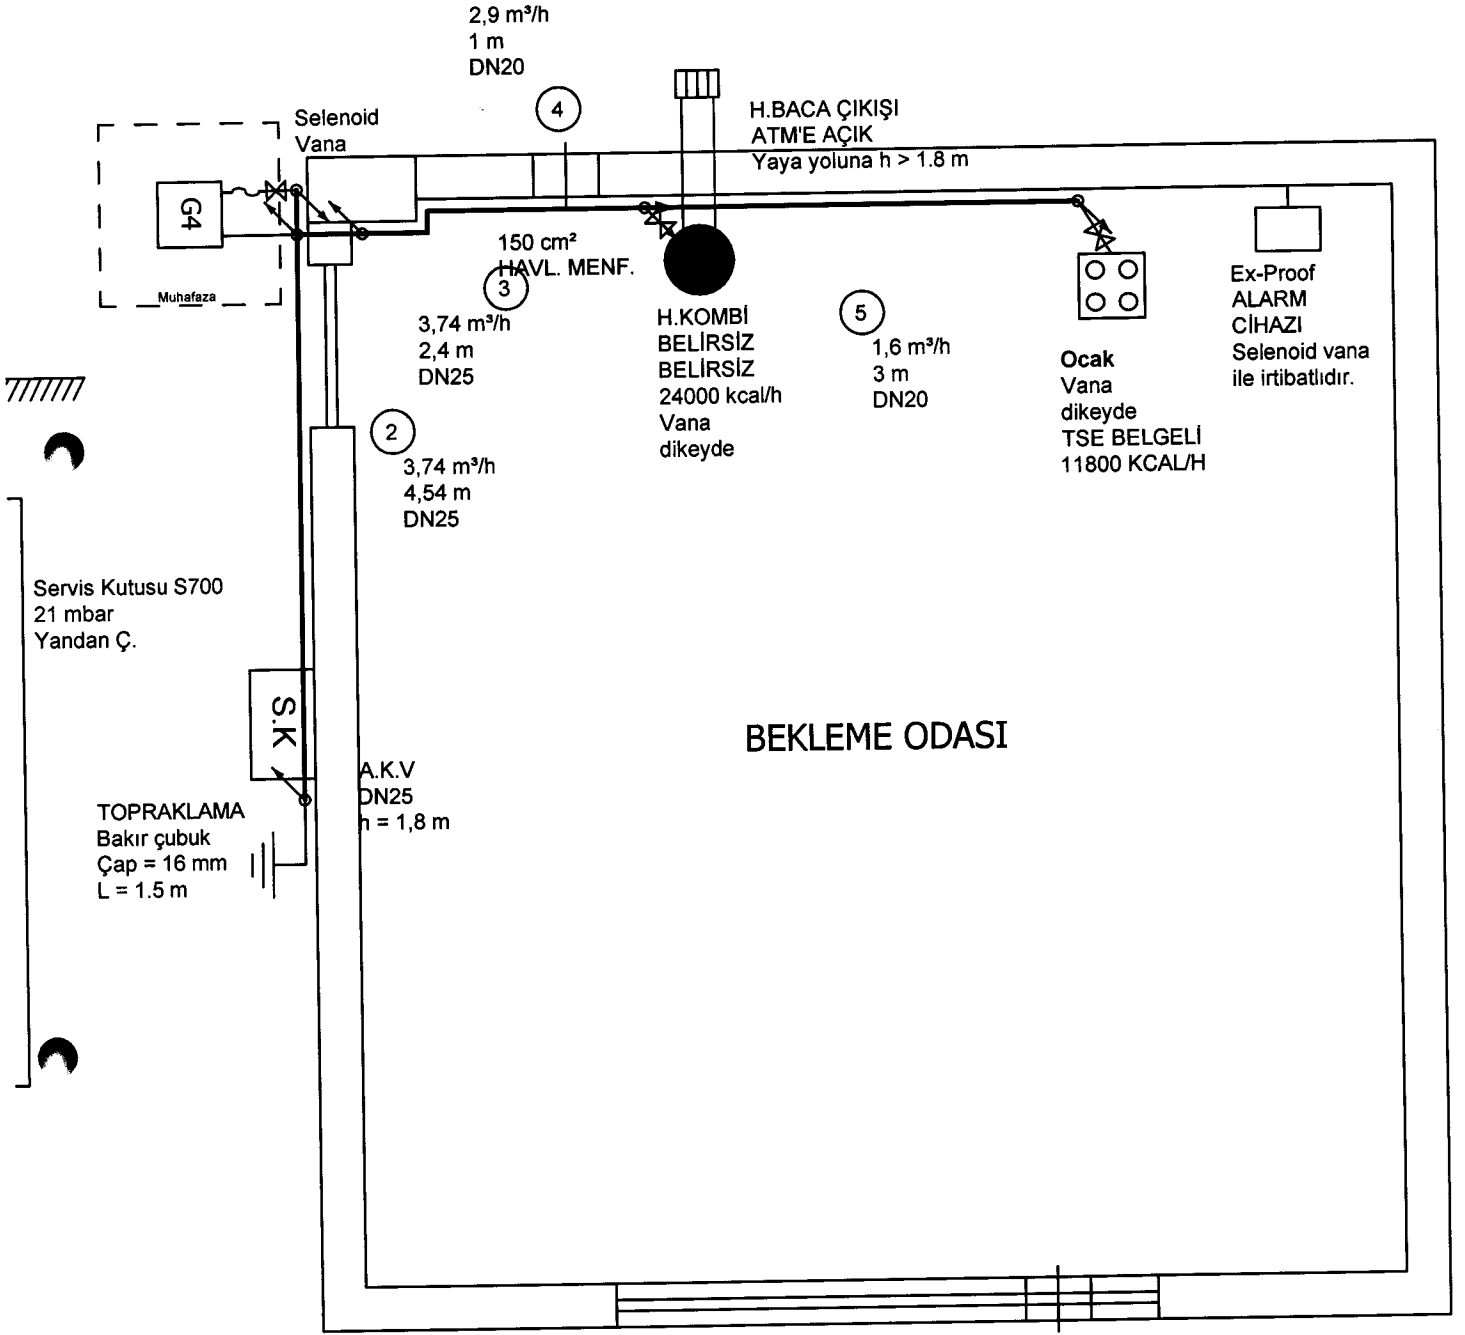 2,9 m³/h
1 m
DN20
4
Selenoid
Vana
H.BACA ÇIKIŞI
ATM'E AÇIK
Yaya yoluna h > 1.8 m
G4
Muhafaza
150 cm²
HAVL. MENF.
3
3,74 m³/h
2,4 m
DN25
H.KOMBİ
BELİRSİZ
BELİRSİZ
24000 kcal/h
Vana
dikeyde
5
1,6 m³/h
3 m
DN20
Ocak
Vana
dikeyde
TSE BELGELİ
11800 KCAL/H
Ex-Proof
ALARM
CİHAZI
Selenoid vana
ile irtibatlıdır.
2
3,74 m³/h
4,54 m
DN25
Servis Kutusu S700
21 mbar
Yandan Ç.
S.K
BEKLEME ODASI
A.K.V
DN25
h = 1,8 m
TOPRAKLAMA
Bakır çubuk
Çap = 16 mm
L = 1.5 m